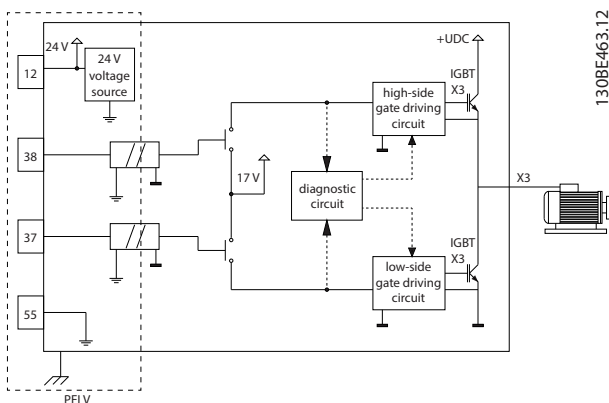 130BE463.12
+UDC
24 V
12
24 V
voltage
source
IGBT
X3
high-side
gate driving
circuit
38
17 V
diagnostic
circuit
X3
37
IGBT
X3
low-side
gate driving
circuit
55
PELV